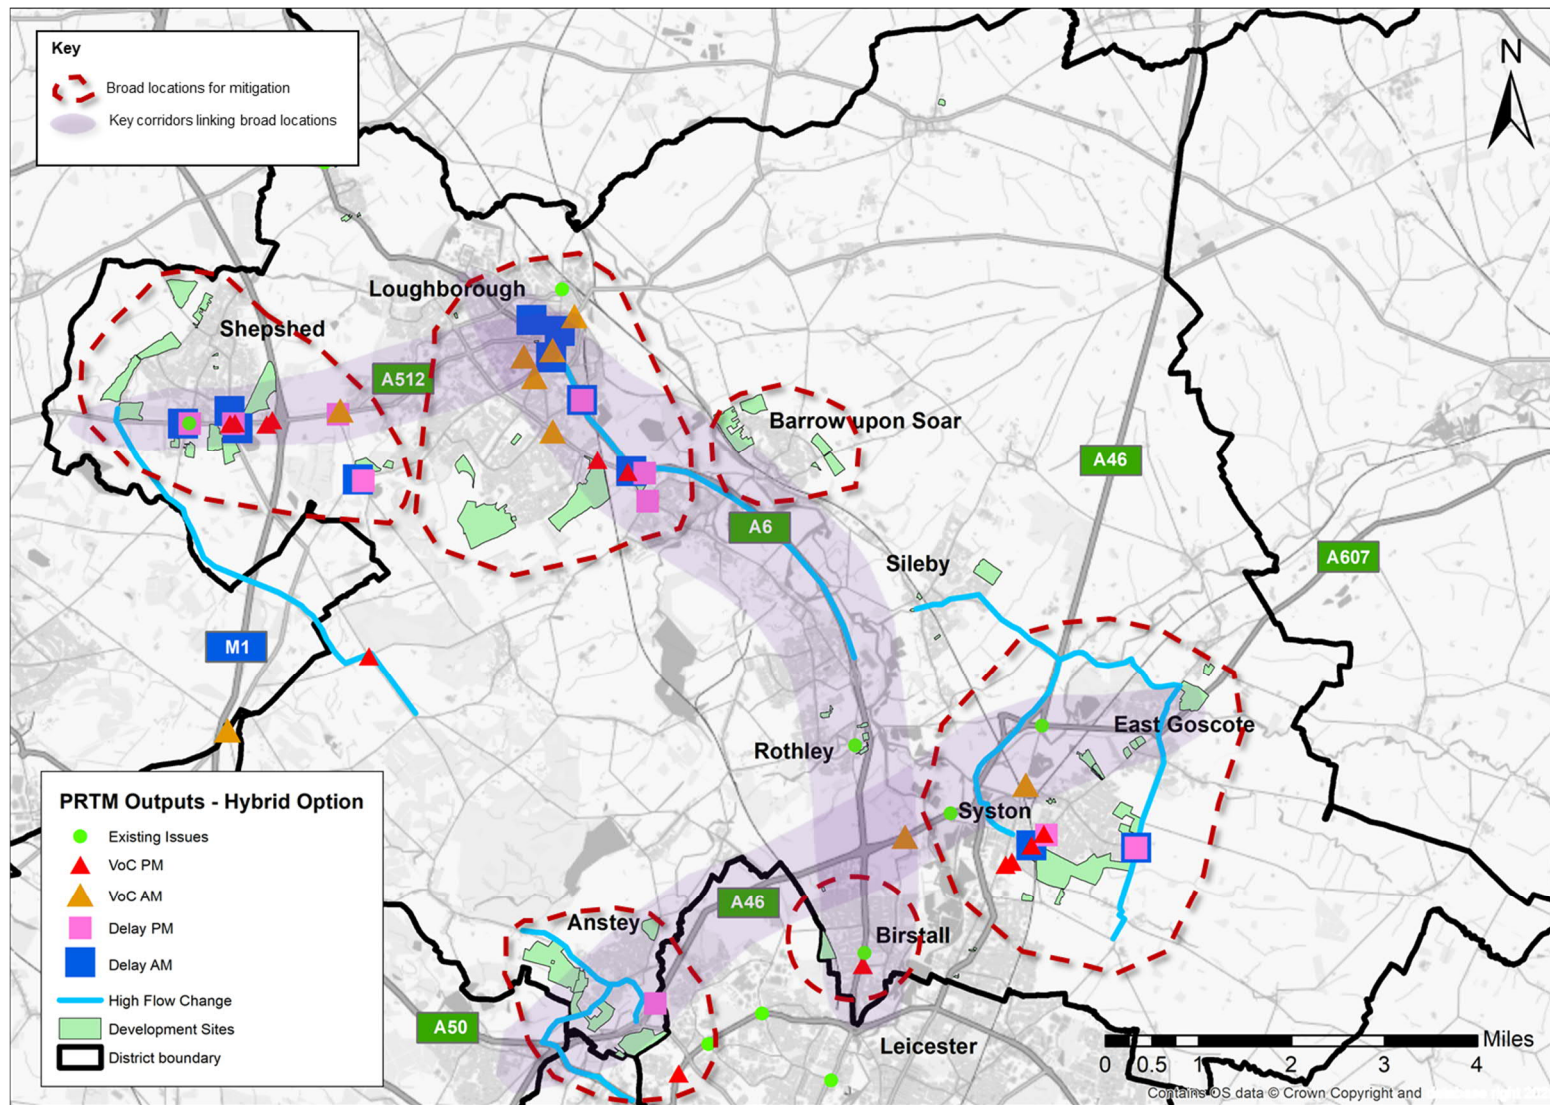 Key
Broad locations for mitigation
Key corridors linking broad locations
N
Loughborough
Shepshed
A512
Barrow upon Soar
A46
A6
A607
Sileby
M1
East Goscote
Rothley
Syston
PRTM Outputs - Hybrid Option
Existing Issues
VoC PM
VoC AM
Delay PM
Delay AM
High Flow Change
Development Sites
District boundary
Anstey
A46
Birstall
A50
Leicester
Miles
0 0.5 1 2 3 4
Contains OS data © Crown Copyright and